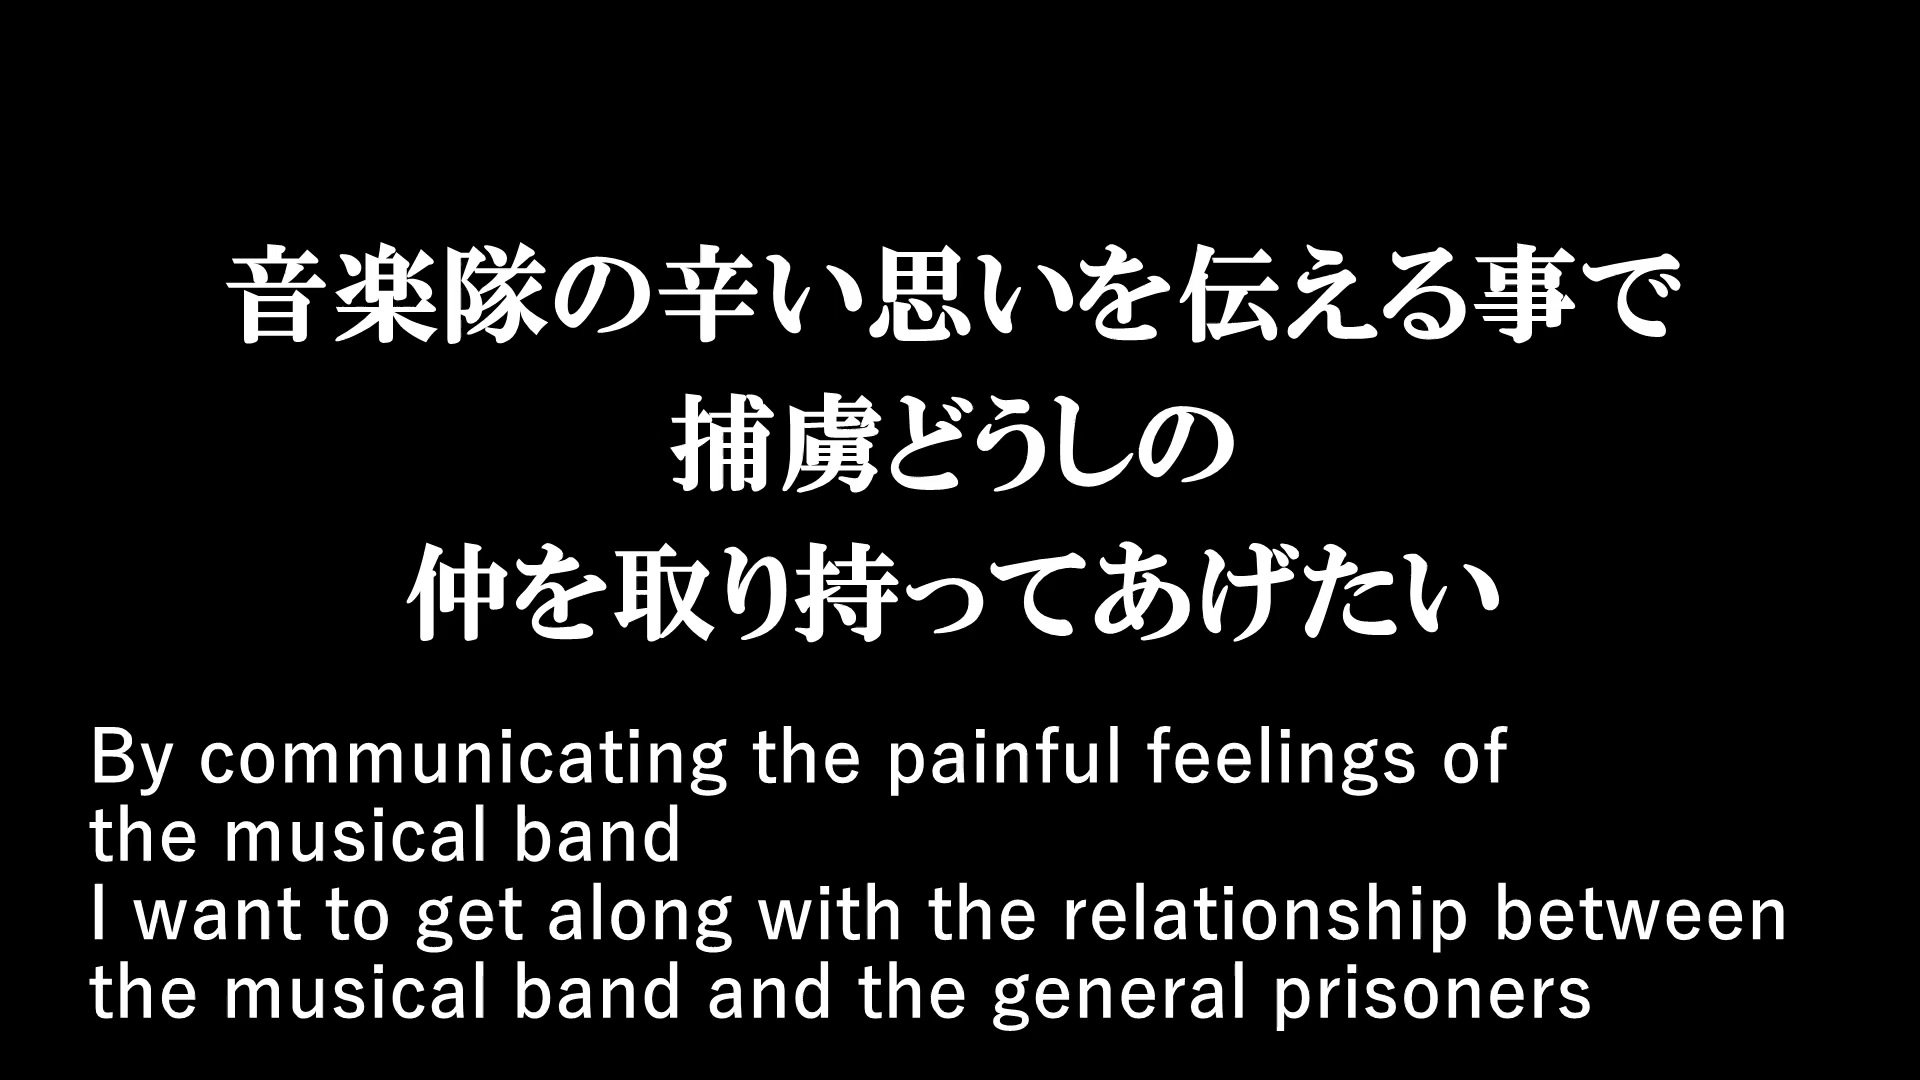 音楽隊の辛い思いを伝える事で
捕虜どうしの
仲を取り持ってあげたい
By communicating the painful feelings of
the musical band
I want to get along with the relationship between
the musical band and the general prisoners